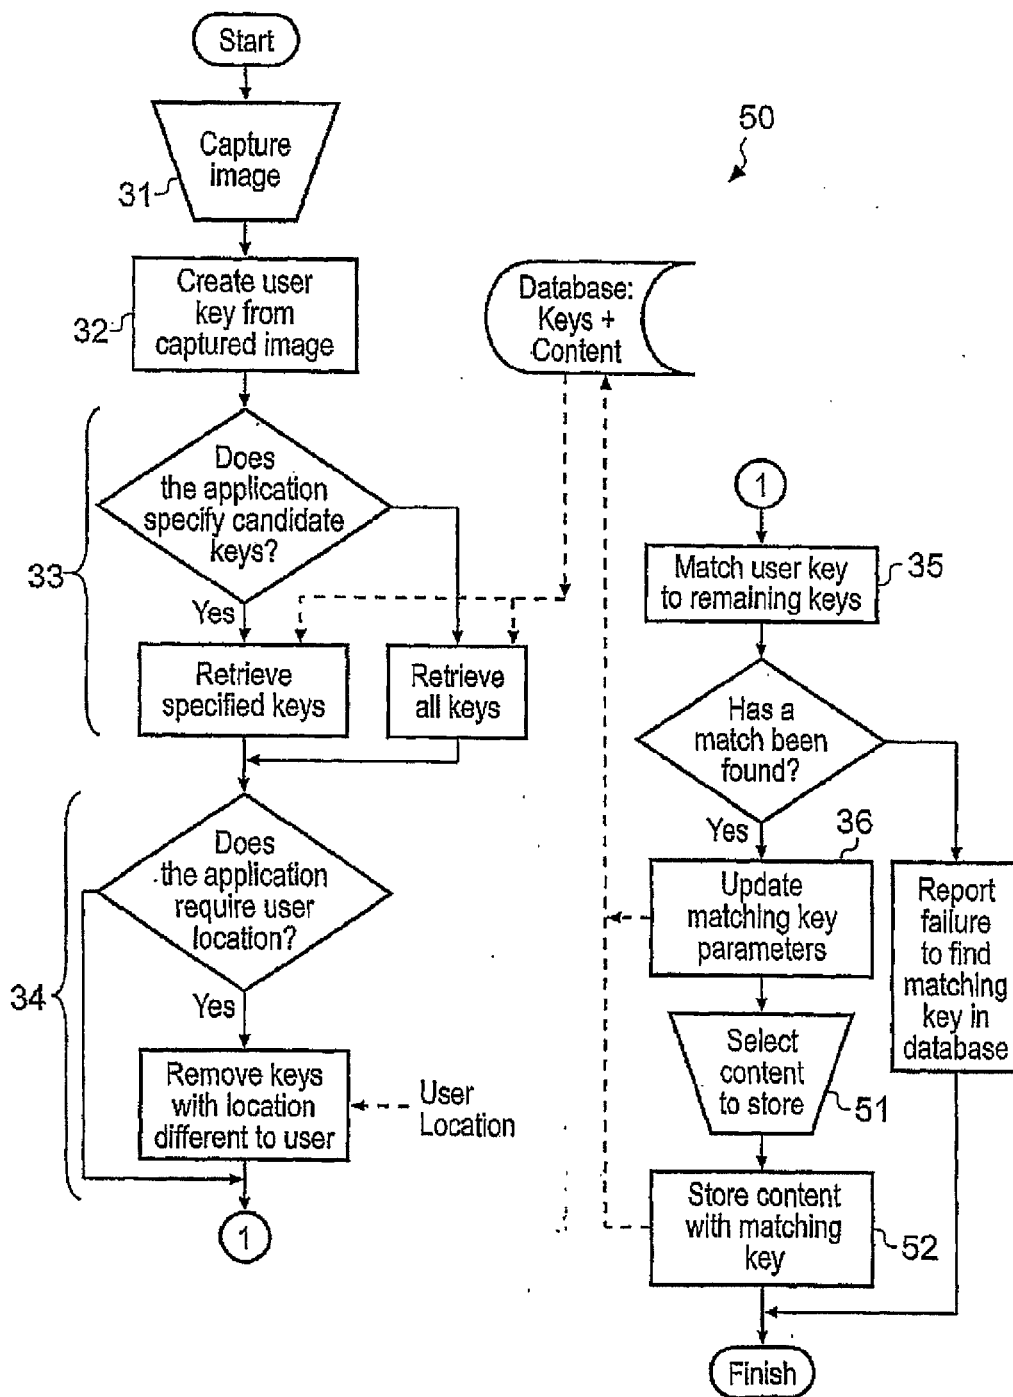 Start
Capture
image
31
Create user
key from
captured image
32
Does
the application
specify candidate
keys?
33
Yes
Retrieve
specified keys
Retrieve
all keys
Does
the application
require user
location?
34
Yes
Remove keys
with location
different to user
User
Location
1
50
Database:
Keys +
Content
1
Match user key
to remaining keys
35
Has a
match been
found?
Yes
36
Update
matching key
parameters
Report
failure
to find
matching
key in
database
Select
content
to store
51
Store content
with matching
key
52
Finish